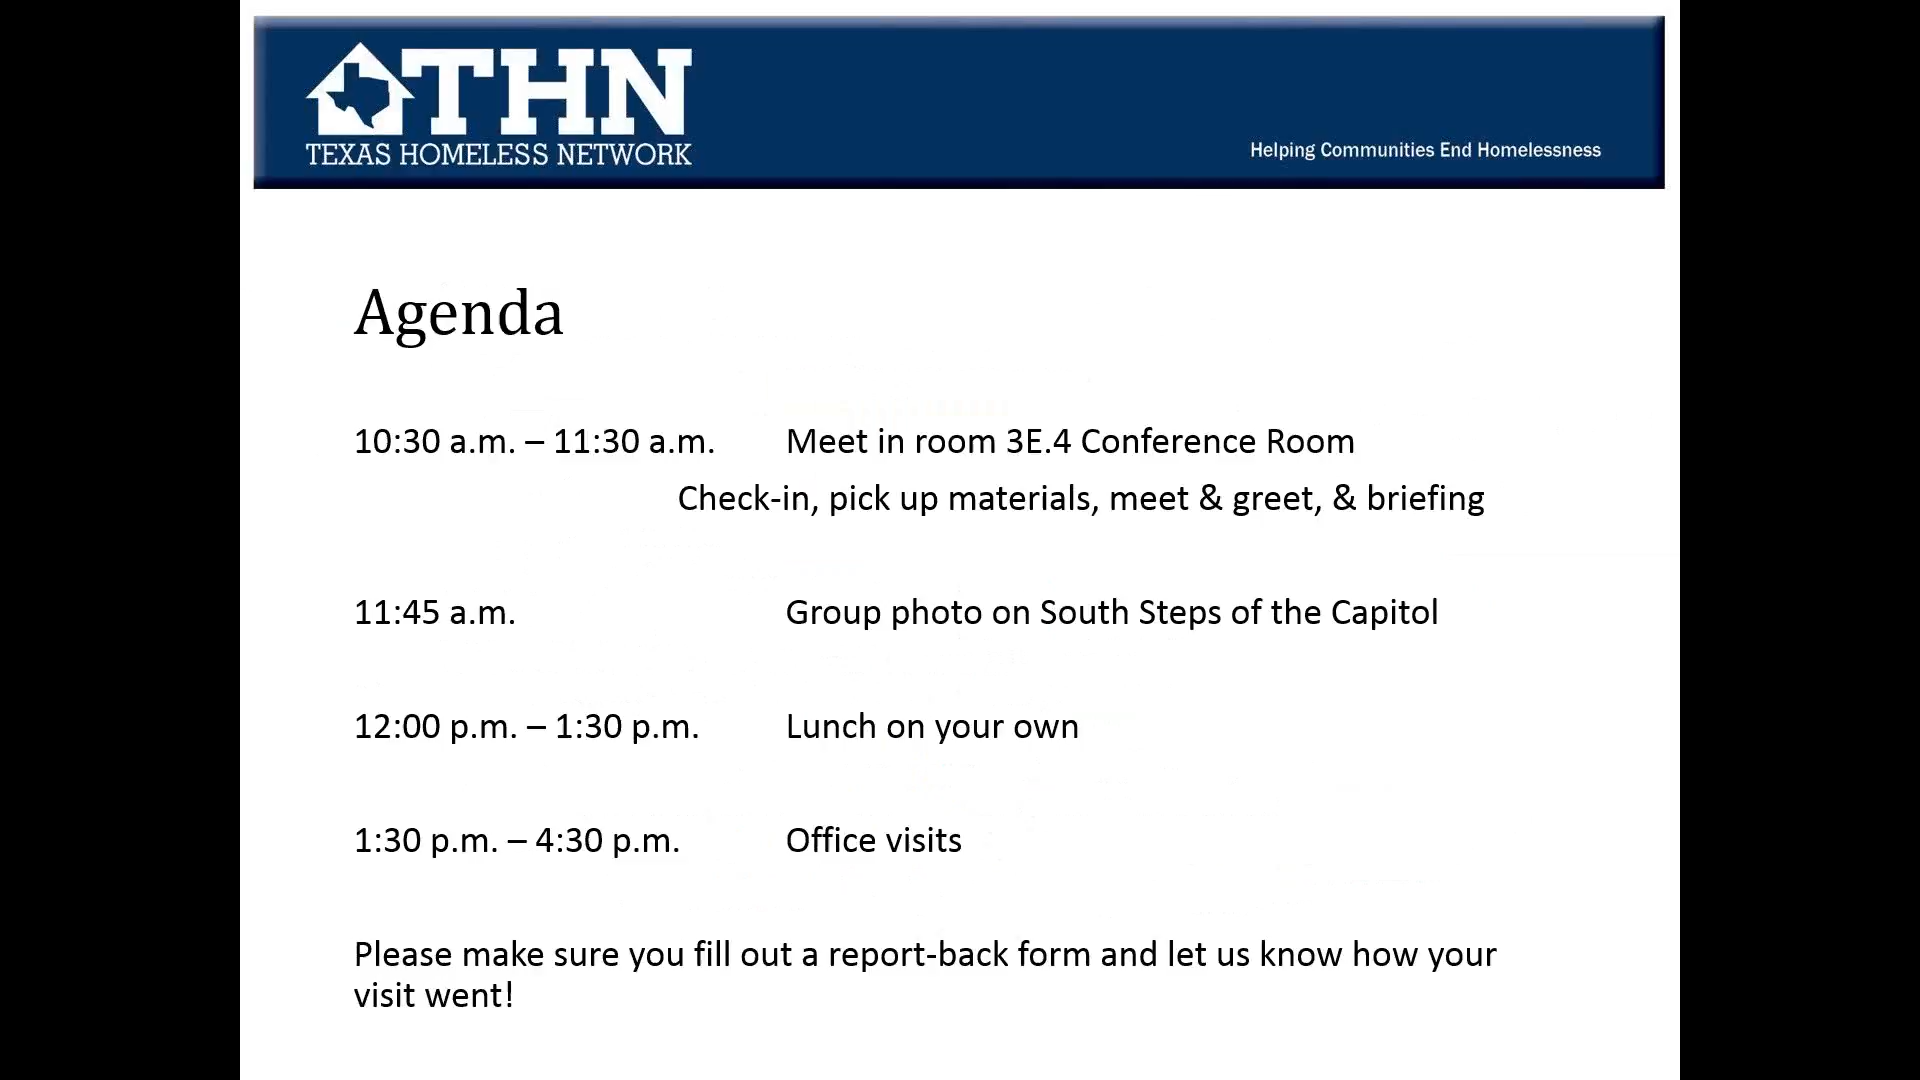 THN
TEXAS HOMELESS NETWORK
Helping Communities End Homelessness
Agenda
10:30 a.m. – 11:30 a.m. Meet in room 3E.4 Conference Room
Check-in, pick up materials, meet & greet, & briefing
11:45 a.m. Group photo on South Steps of the Capitol
12:00 p.m. – 1:30 p.m. Lunch on your own
1:30 p.m. – 4:30 p.m. Office visits
Please make sure you fill out a report-back form and let us know how your
visit went!